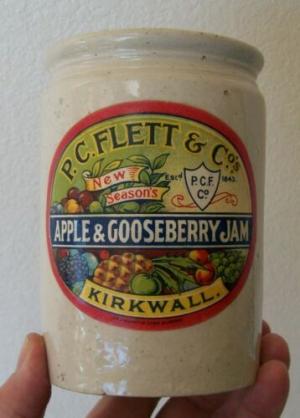 P.C. FLETT & Co's
New
Season's
ESTd 1843.
P.C.F.
Co
APPLE & GOOSEBERRY JAM
KIRKWALL.